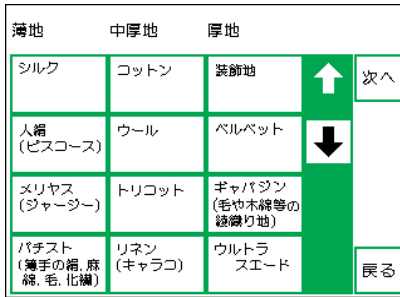 薄地 中厚地 厚地
シルク コットン 装飾地
次へ
人絹 ウール ベルベット
(ビスコース)
メリヤス トリコット ギャバジン
(ジャージー) (毛や木綿等の
綾織り地)
バチスト リネン ウルトラ
(薄手の絹,麻 (キャラコ) スエード
綿,毛,化繊)
戻る